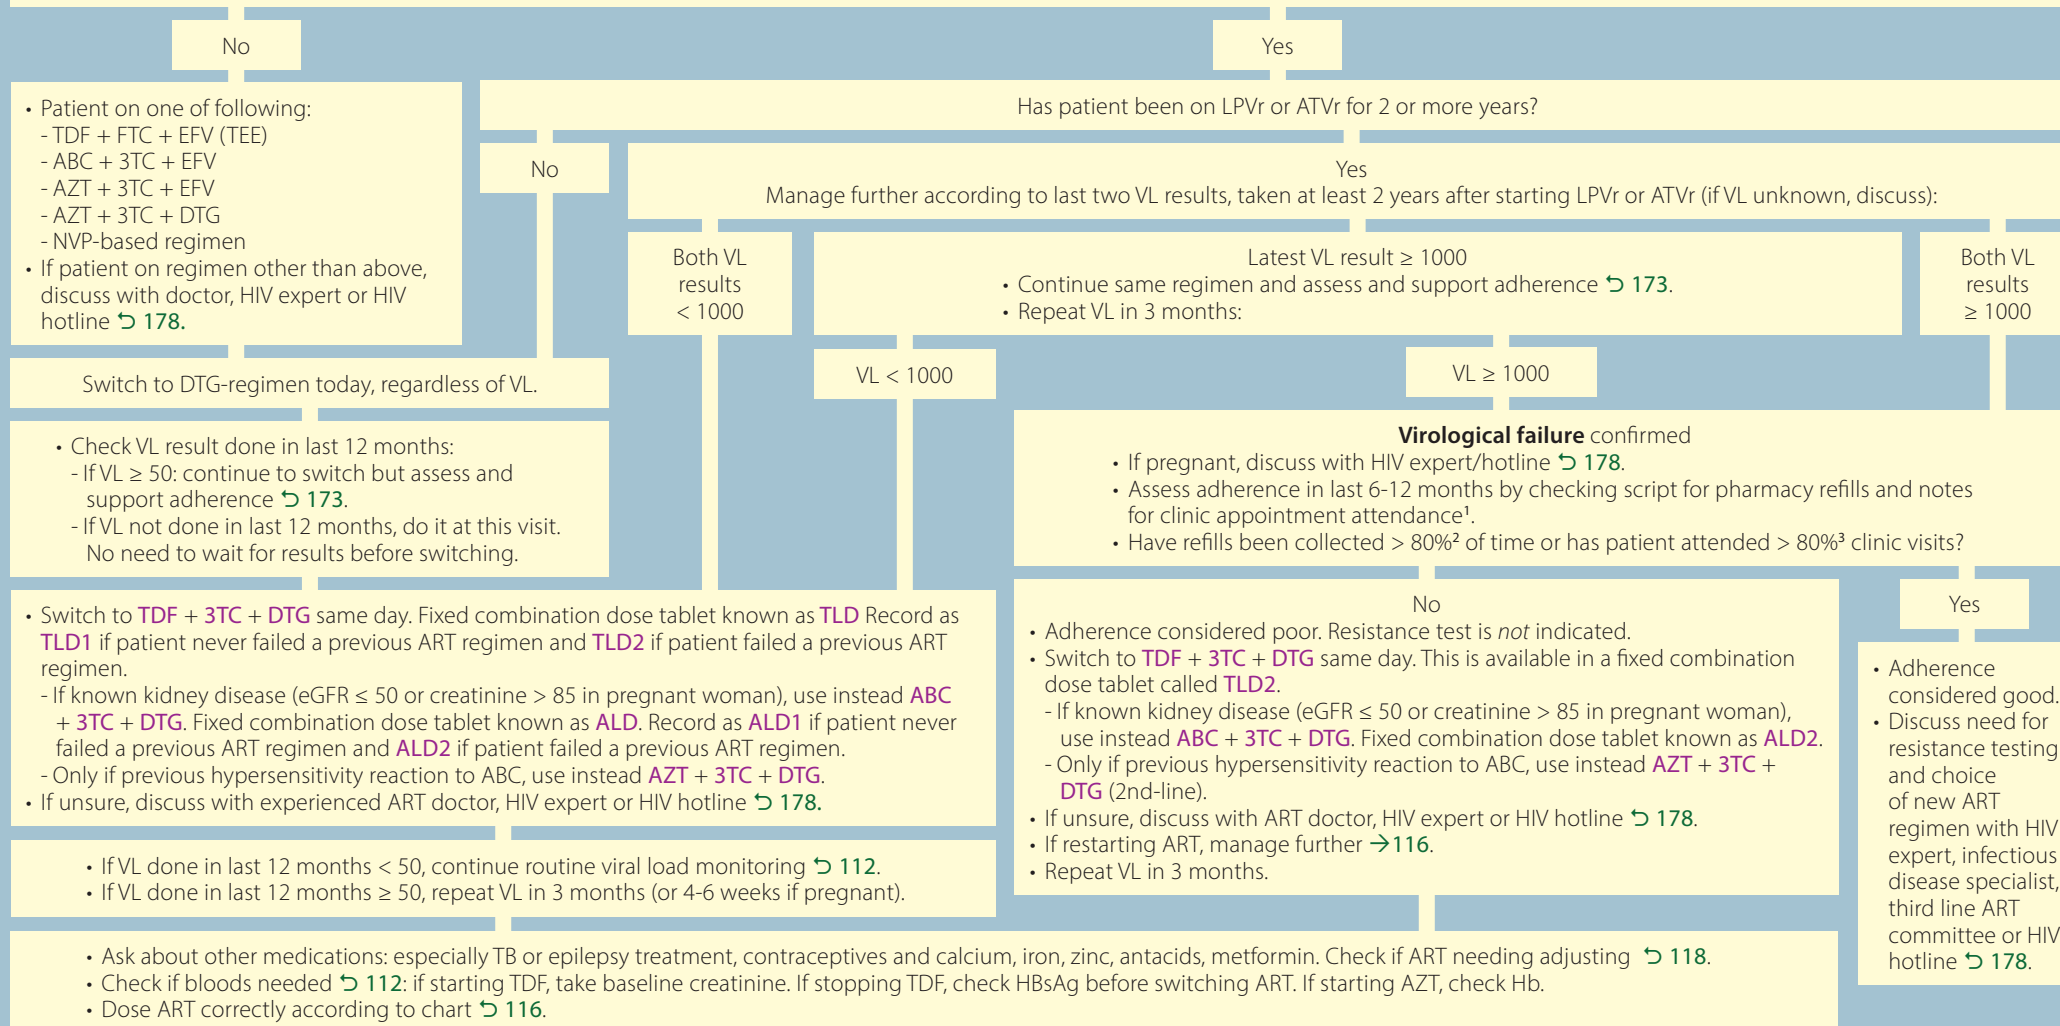 No
Yes
• Patient on one of following:
- TDF + FTC + EFV (TEE)
- ABC + 3TC + EFV
- AZT + 3TC + EFV
- AZT + 3TC + DTG
- NVP-based regimen
• If patient on regimen other than above,
discuss with doctor, HIV expert or HIV
hotline ⮌ 178.
Has patient been on LPVr or ATVr for 2 or more years?
No
Yes
Manage further according to last two VL results, taken at least 2 years after starting LPVr or ATVr (if VL unknown, discuss):
Both VL
results
< 1000
Latest VL result ≥ 1000
• Continue same regimen and assess and support adherence ⮌ 173.
• Repeat VL in 3 months:
Both VL
results
≥ 1000
Switch to DTG-regimen today, regardless of VL.
VL < 1000
VL ≥ 1000
• Check VL result done in last 12 months:
- If VL ≥ 50: continue to switch but assess and
support adherence ⮌ 173.
- If VL not done in last 12 months, do it at this visit.
No need to wait for results before switching.
Virological failure confirmed
• If pregnant, discuss with HIV expert/hotline ⮌ 178.
• Assess adherence in last 6-12 months by checking script for pharmacy refills and notes
for clinic appointment attendance¹.
• Have refills been collected > 80%² of time or has patient attended > 80%³ clinic visits?
• Switch to TDF + 3TC + DTG same day. Fixed combination dose tablet known as TLD Record as
TLD1 if patient never failed a previous ART regimen and TLD2 if patient failed a previous ART
regimen.
- If known kidney disease (eGFR ≤ 50 or creatinine > 85 in pregnant woman), use instead ABC
+ 3TC + DTG. Fixed combination dose tablet known as ALD. Record as ALD1 if patient never
failed a previous ART regimen and ALD2 if patient failed a previous ART regimen.
- Only if previous hypersensitivity reaction to ABC, use instead AZT + 3TC + DTG.
• If unsure, discuss with experienced ART doctor, HIV expert or HIV hotline ⮌ 178.
No
• Adherence considered poor. Resistance test is not indicated.
• Switch to TDF + 3TC + DTG same day. This is available in a fixed combination
dose tablet called TLD2.
- If known kidney disease (eGFR ≤ 50 or creatinine > 85 in pregnant woman),
use instead ABC + 3TC + DTG. Fixed combination dose tablet known as ALD2.
- Only if previous hypersensitivity reaction to ABC, use instead AZT + 3TC +
DTG (2nd-line).
• If unsure, discuss with ART doctor, HIV expert or HIV hotline ⮌ 178.
• If restarting ART, manage further →116.
• Repeat VL in 3 months.
Yes
• Adherence
considered good.
• Discuss need for
resistance testing
and choice
of new ART
regimen with HIV
expert, infectious
disease specialist,
third line ART
committee or HIV
hotline ⮌ 178.
• If VL done in last 12 months < 50, continue routine viral load monitoring ⮌ 112.
• If VL done in last 12 months ≥ 50, repeat VL in 3 months (or 4-6 weeks if pregnant).
• Ask about other medications: especially TB or epilepsy treatment, contraceptives and calcium, iron, zinc, antacids, metformin. Check if ART needing adjusting ⮌ 118.
• Check if bloods needed ⮌ 112: if starting TDF, take baseline creatinine. If stopping TDF, check HBsAg before switching ART. If starting AZT, check Hb.
• Dose ART correctly according to chart ⮌ 116.